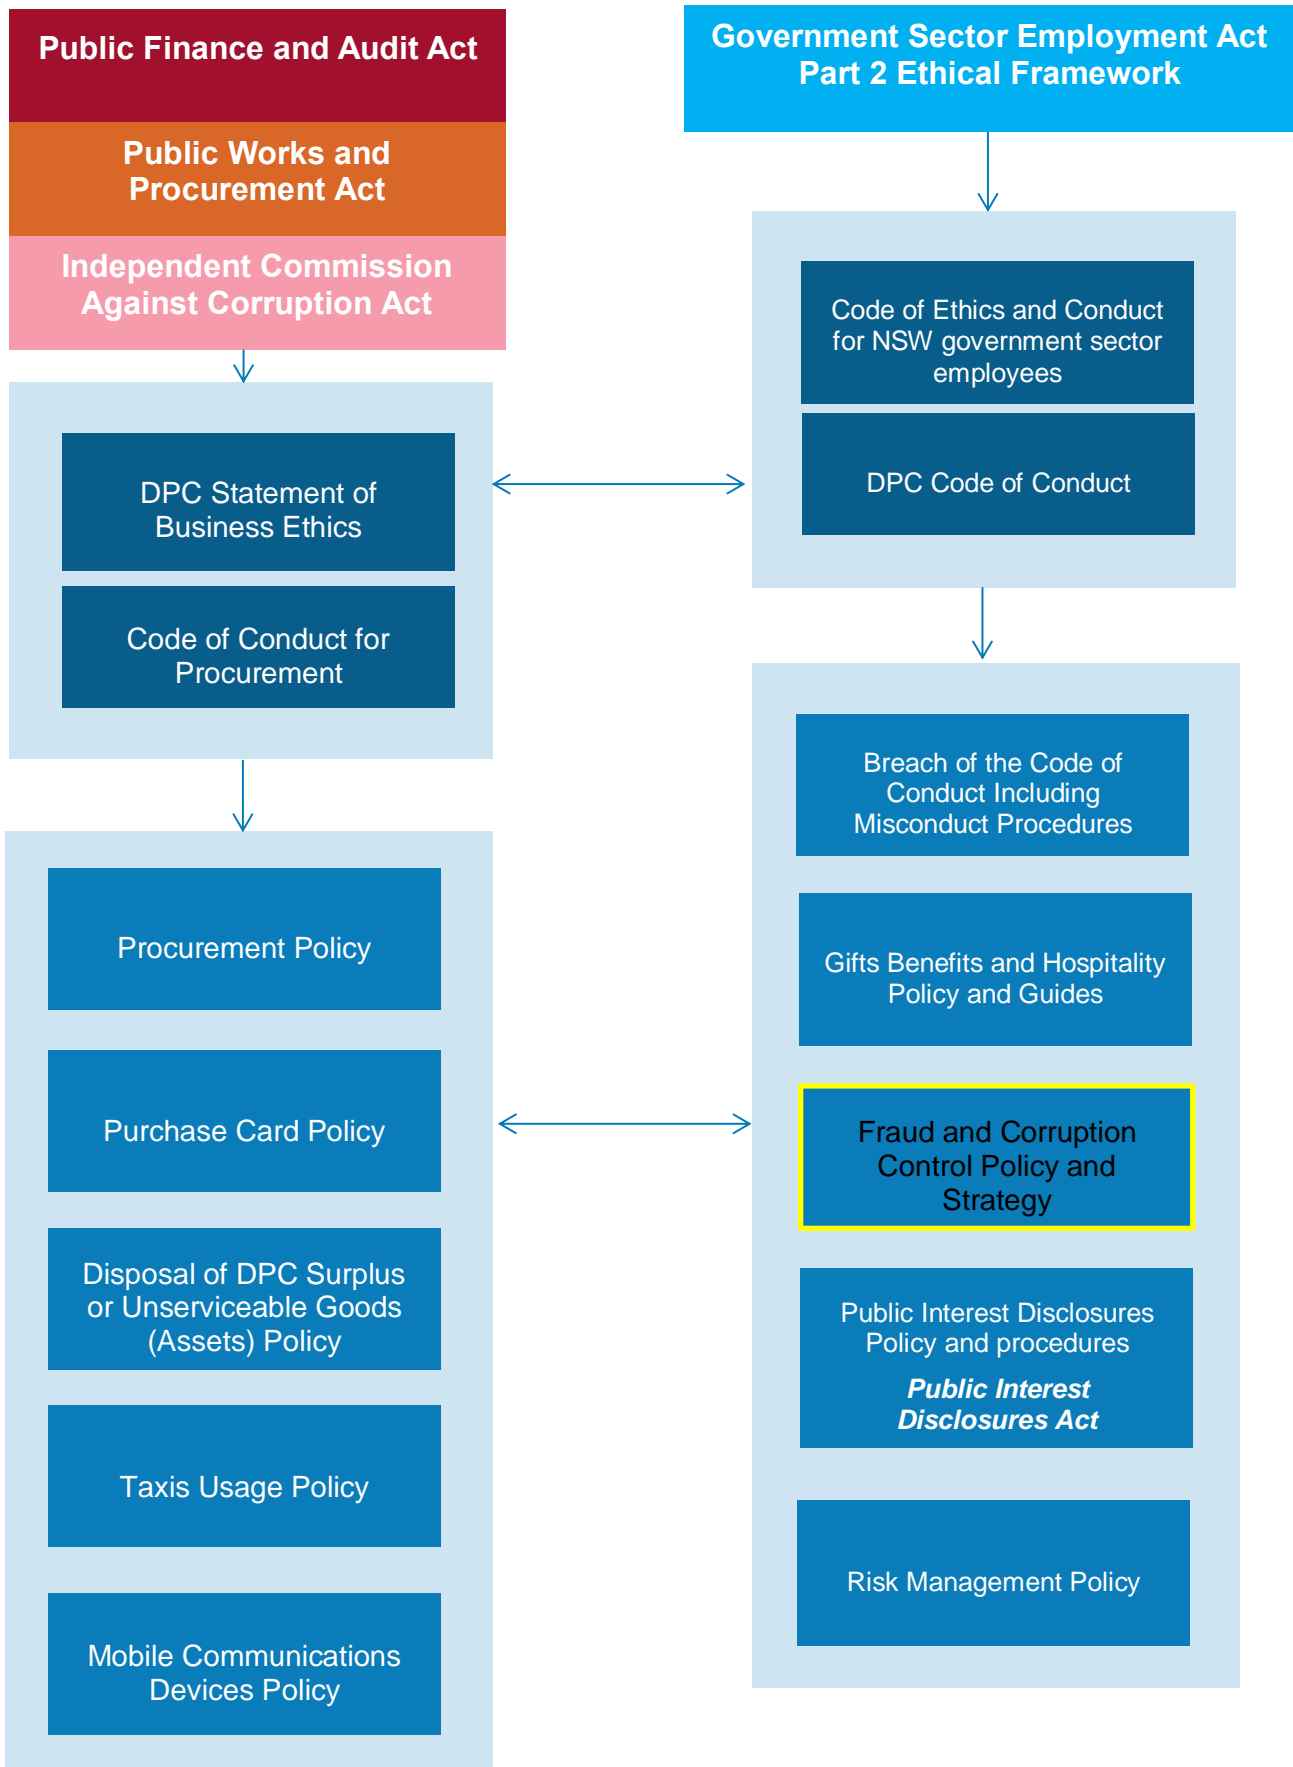 Public Finance and Audit Act
Public Works and
Procurement Act
Independent Commission
Against Corruption Act
DPC Statement of
Business Ethics
Code of Conduct for
Procurement
Procurement Policy
Purchase Card Policy
Disposal of DPC Surplus
or Unserviceable Goods
(Assets) Policy
Taxis Usage Policy
Mobile Communications
Devices Policy
Government Sector Employment Act
Part 2 Ethical Framework
Code of Ethics and Conduct
for NSW government sector
employees
DPC Code of Conduct
Breach of the Code of
Conduct Including
Misconduct Procedures
Gifts Benefits and Hospitality
Policy and Guides
Fraud and Corruption
Control Policy and
Strategy
Public Interest Disclosures
Policy and procedures
Public Interest
Disclosures Act
Risk Management Policy